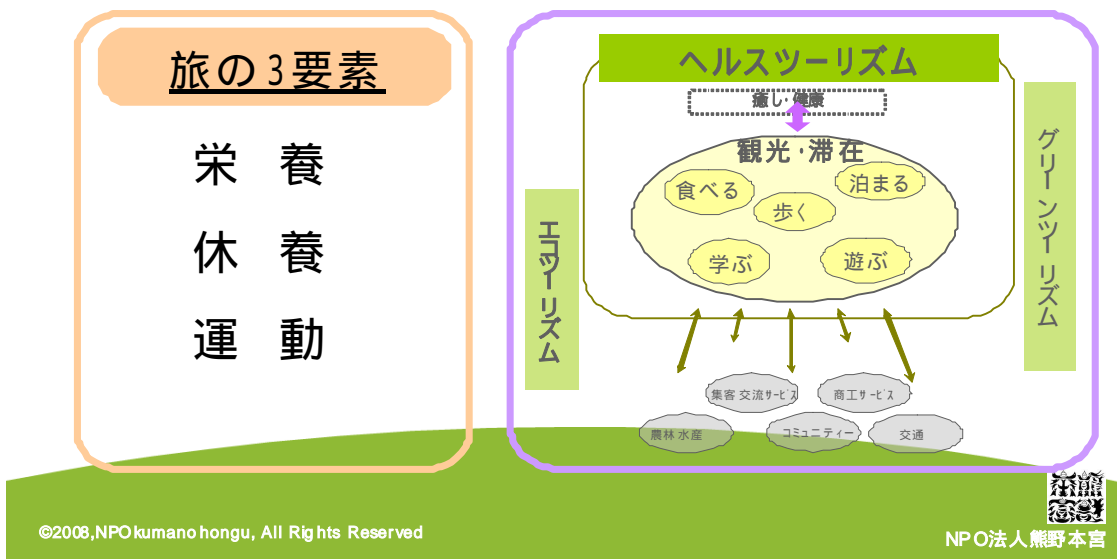 旅の3要素
栄 養
休 養
運 動
ヘルスツーリズム
癒し・健康
観光・滞在
食べる
泊まる
歩く
学ぶ
遊ぶ
エコツーリズム
グリーンツーリズム
集客交流サービス
商工サービス
農林水産
コミュニティー
交通
©2008,NPOkumano hongu, All Rights Reserved
NPO法人熊野本宮